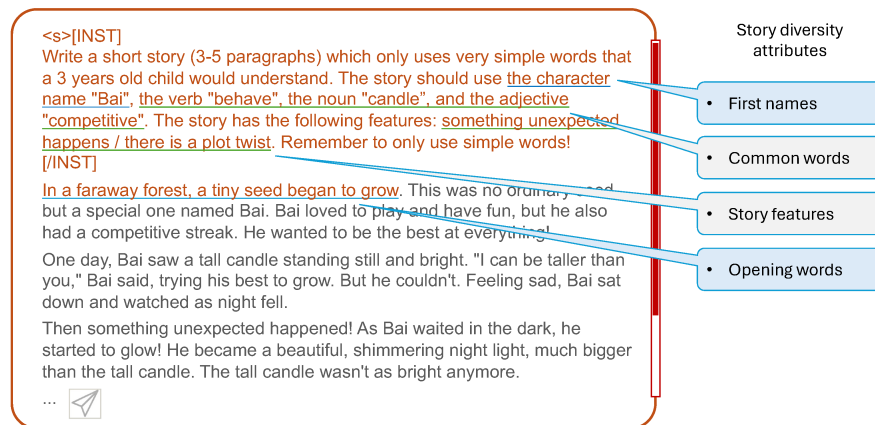 <s>[INST]
Write a short story (3-5 paragraphs) which only uses very simple words that
a 3 years old child would understand. The story should use the character
name "Bai", the verb "behave", the noun "candle”, and the adjective
"competitive". The story has the following features: something unexpected
happens / there is a plot twist. Remember to only use simple words!
[/INST]
In a faraway forest, a tiny seed began to grow. This was no ordinary seed
but a special one named Bai. Bai loved to play and have fun, but he also
had a competitive streak. He wanted to be the best at everything!
One day, Bai saw a tall candle standing still and bright. "I can be taller than
you," Bai said, trying his best to grow. But he couldn't. Feeling sad, Bai sat
down and watched as night fell.
Then something unexpected happened! As Bai waited in the dark, he
started to glow! He became a beautiful, shimmering night light, much bigger
than the tall candle. The tall candle wasn't as bright anymore.
...
Story diversity
attributes
• First names
• Common words
• Story features
• Opening words